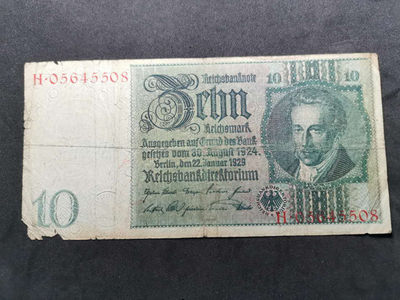 H·05645508
Reichsbanknote
10
10
Zehn
Reichsmark
Ausgegeben auf Grund des Bank-
gesetzes vom 30. August 1924
Berlin, den 22. Januar 1929
Reichsbankdirektorium
10
H·05645508